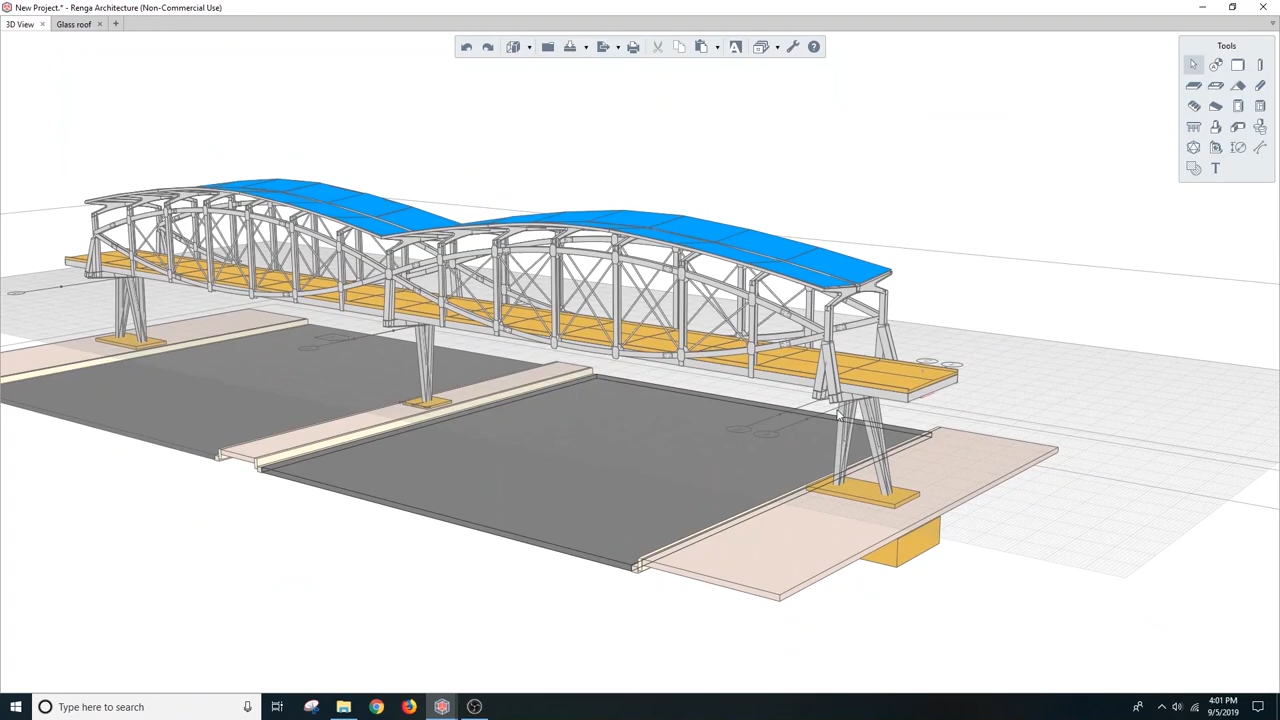 New Project.* - Renga Architecture (Non-Commercial Use)
3D View
Glass roof
Tools
A
T
Type here to search
4:01 PM
9/5/2019